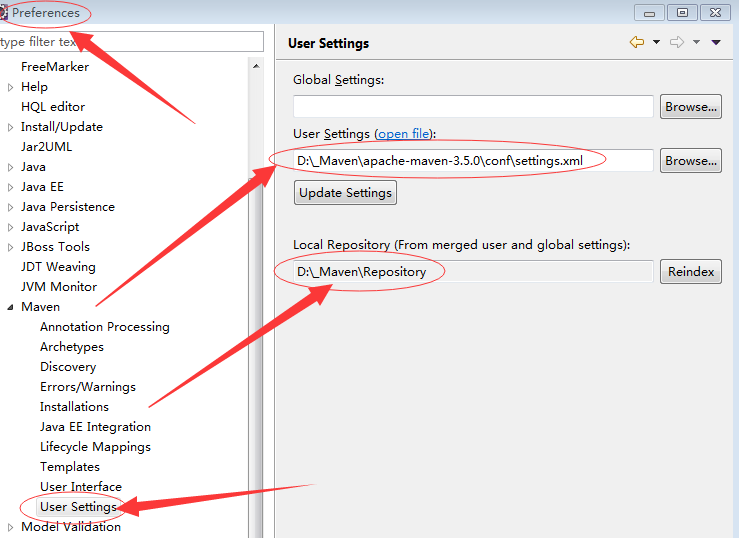 Preferences
type filter tex
FreeMarker
Help
HQL editor
Install/Update
Jar2UML
Java
Java EE
Java Persistence
JavaScript
JBoss Tools
JDT Weaving
JVM Monitor
Maven
Annotation Processing
Archetypes
Discovery
Errors/Warnings
Installations
Java EE Integration
Lifecycle Mappings
Templates
User Interface
User Settings
Model Validation
User Settings
Global Settings:
Browse...
User Settings (open file):
D:\_Maven\apache-maven-3.5.0\conf\settings.xml
Browse...
Update Settings
Local Repository (From merged user and global settings):
D:\_Maven\Repository
Reindex